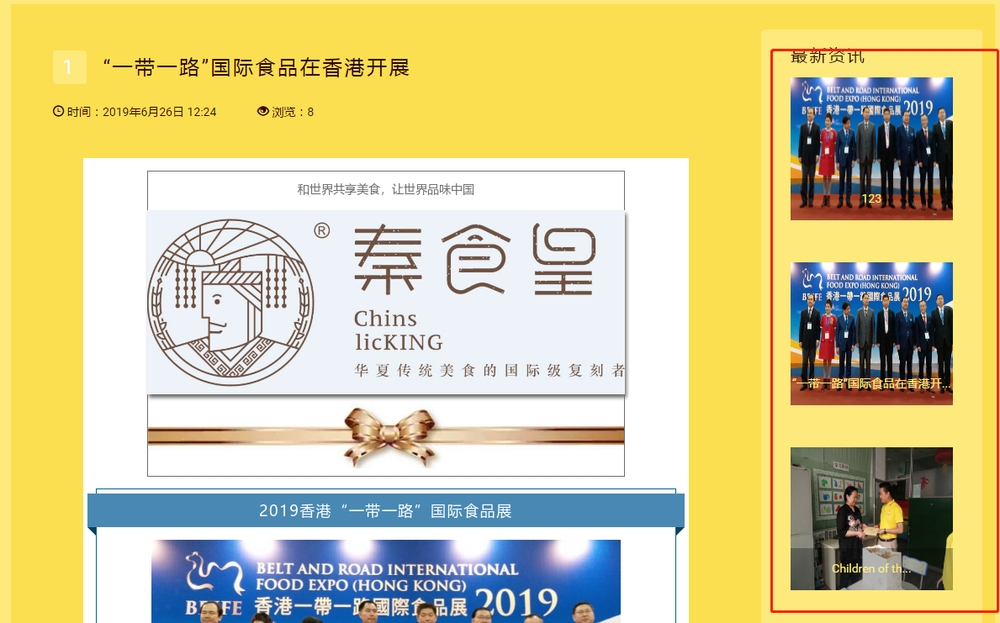 1
“一带一路”国际食品在香港开展
时间：2019年6月26日 12:24
浏览：8
和世界共享美食，让世界品味中国
®
秦食皇
Chins
licKING
华夏传统美食的国际级复刻者
2019香港“一带一路”国际食品展
BELT AND ROAD INTERNATIONAL
FOOD EXPO (HONG KONG)
香港一帶一路國際食品展 2019
最新资讯
BELT AND ROAD INTERNATIONAL
FOOD EXPO (HONG KONG)
香港一帶一路國際食品展 2019
123
BELT AND ROAD INTERNATIONAL
FOOD EXPO (HONG KONG)
香港一帶一路國際食品展 2019
“一带一路”国际食品在香港开...
Children of th...